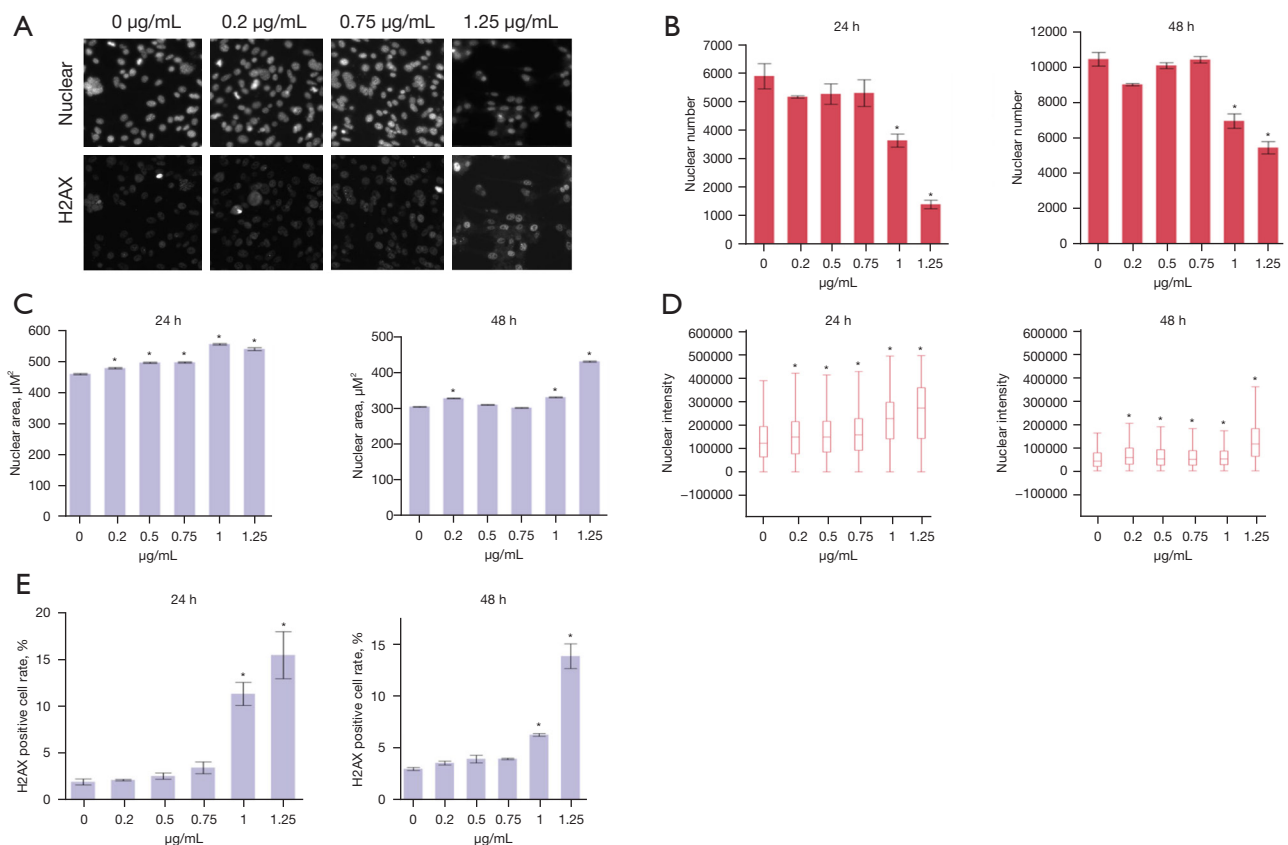 A
0 µg/mL 0.2 µg/mL 0.75 µg/mL 1.25 µg/mL
Nuclear
H2AX
B
24 h
Nuclear number
7000
6000
5000
4000
3000
2000
1000
0
* *
0 0.2 0.5 0.75 1 1.25
µg/mL
48 h
Nuclear number
12000
10000
8000
6000
4000
2000
0
* *
0 0.2 0.5 0.75 1 1.25
µg/mL
C
24 h
Nuclear area, µM²
600
500
400
300
200
100
0
* * * * *
0 0.2 0.5 0.75 1 1.25
µg/mL
48 h
Nuclear area, µM²
500
400
300
200
100
0
* * *
0 0.2 0.5 0.75 1 1.25
µg/mL
D
24 h
Nuclear intensity
600000
500000
400000
300000
200000
100000
0
−100000
* * * * *
0 0.2 0.5 0.75 1 1.25
µg/mL
48 h
Nuclear intensity
600000
500000
400000
300000
200000
100000
0
−100000
* * * * *
0 0.2 0.5 0.75 1 1.25
µg/mL
E
24 h
H2AX positive cell rate, %
20
15
10
5
0
* *
0 0.2 0.5 0.75 1 1.25
µg/mL
48 h
H2AX positive cell rate, %
15
10
5
0
* *
0 0.2 0.5 0.75 1 1.25
µg/mL